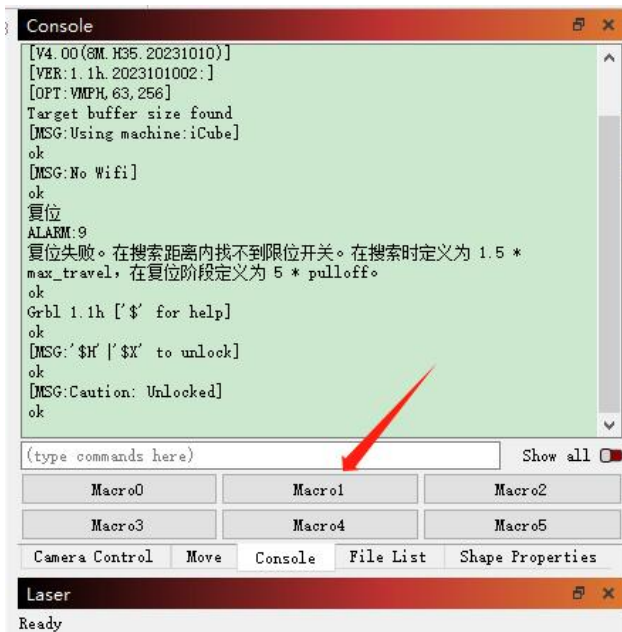 Console
[V4.00(8M.H35.20231010)]
[VER:1.1h.2023101002:]
[OPT:VMPH,63,256]
Target buffer size found
[MSG:Using machine:iCube]
ok
[MSG:No Wifi]
ok
复位
ALARM:9
复位失败。在搜索距离内找不到限位开关。在搜索时定义为 1.5 *
max_travel，在复位阶段定义为 5 * pulloff。
ok
Grbl 1.1h ['$' for help]
ok
[MSG:'$H'|'$X' to unlock]
ok
[MSG:Caution: Unlocked]
ok
(type commands here) Show all
Macro0 Macro1 Macro2
Macro3 Macro4 Macro5
Camera Control Move Console File List Shape Properties
Laser
Ready